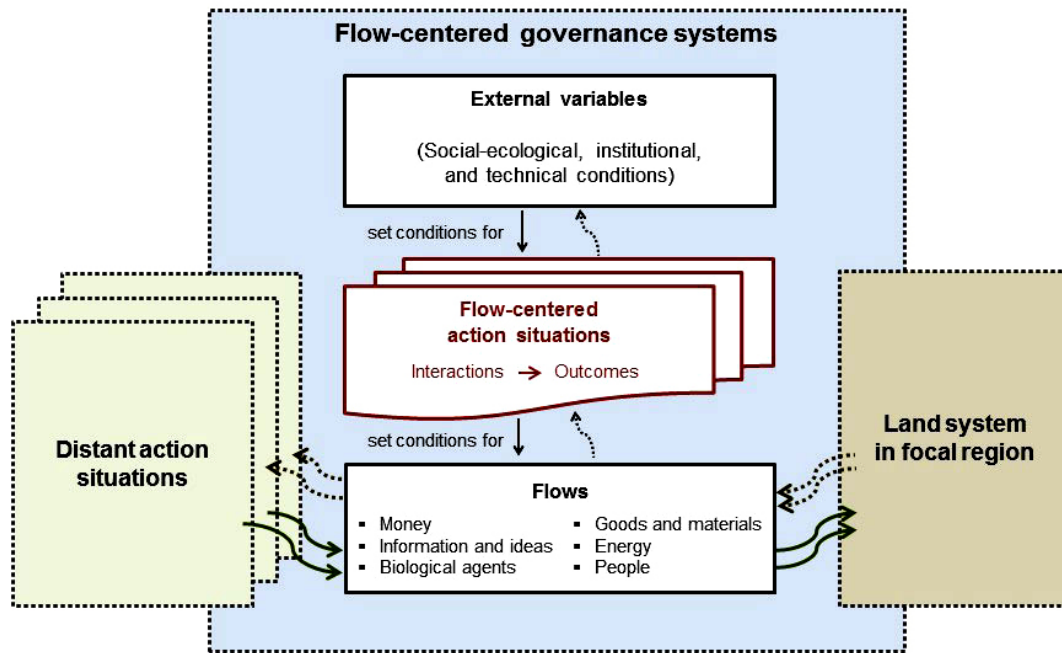 Flow-centered governance systems
External variables
(Social-ecological, institutional,
and technical conditions)
set conditions for
Flow-centered
action situations
Interactions → Outcomes
set conditions for
Distant action
situations
Land system
in focal region
Flows
▪ Money
▪ Information and ideas
▪ Biological agents
▪ Goods and materials
▪ Energy
▪ People